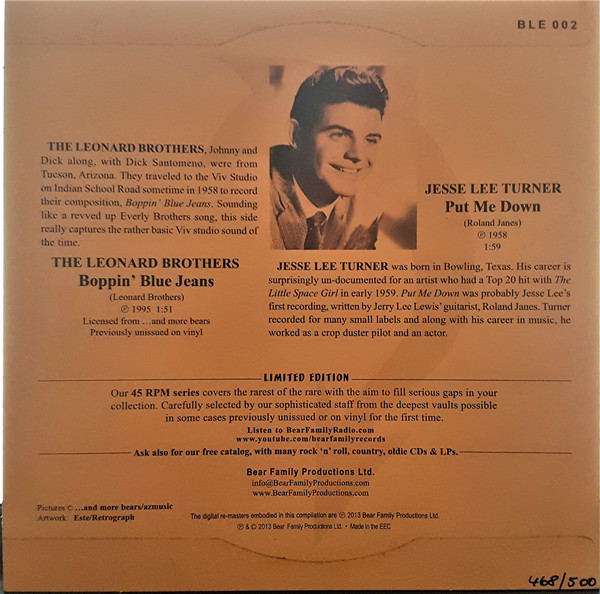 BLE 002
THE LEONARD BROTHERS, Johnny and
Dick along, with Dick Santomeno, were from
Tucson, Arizona. They traveled to the Viv Studio
on Indian School Road sometime in 1958 to record
their composition, Boppin' Blue Jeans. Sounding
like a revved up Everly Brothers song, this side
really captures the rather basic Viv studio sound of
the time.
THE LEONARD BROTHERS
Boppin' Blue Jeans
(Leonard Brothers)
℗ 1995 1:51
Licensed from ...and more bears
Previously unissued on vinyl
JESSE LEE TURNER
Put Me Down
(Roland Janes)
℗ 1958
1:59
JESSE LEE TURNER was born in Bowling, Texas. His career is
surprisingly un-documented for an artist who had a Top 20 hit with The
Little Space Girl in early 1959. Put Me Down was probably Jesse Lee's
first recording, written by Jerry Lee Lewis' guitarist, Roland Janes. Turner
recorded for many small labels and along with his career in music, he
worked as a crop duster pilot and an actor.
LIMITED EDITION
Our 45 RPM series covers the rarest of the rare with the aim to fill serious gaps in your
collection. Carefully selected by our sophisticated staff from the deepest vaults possible
in some cases previously unissued or on vinyl for the first time.
Listen to BearFamilyRadio.com
www.youtube.com/bearfamilyrecords
Ask also for our free catalog, with many rock 'n' roll, country, oldie CDs & LPs.
Bear Family Productions Ltd.
info@BearFamilyProductions.com
www.BearFamilyProductions.com
Pictures © ...and more bears/azmusic
Artwork: Este/Retrograph
The digital re-masters embodied in this compilation are ℗ 2013 Bear Family Productions Ltd.
℗ & © 2013 Bear Family Productions Ltd. • Made in the EEC
468/500